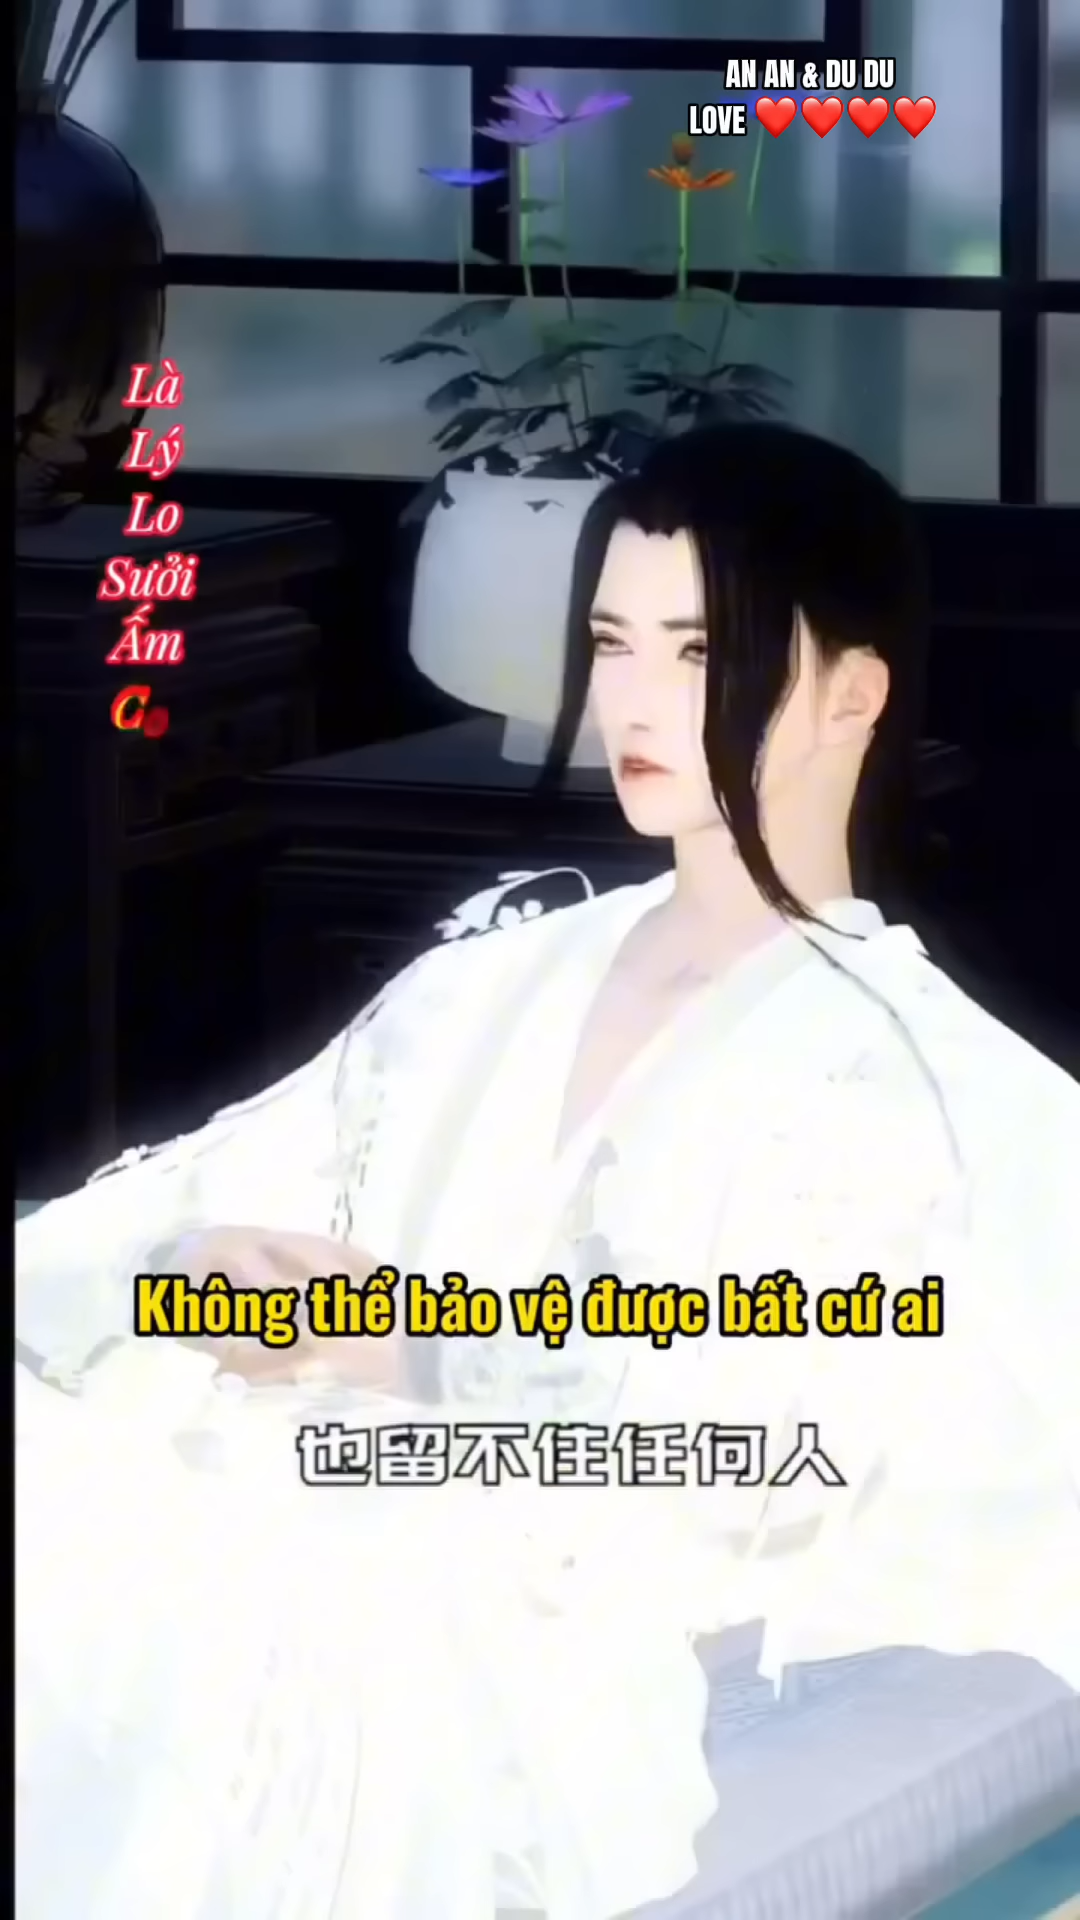 AN AN & DU DU
LOVE ❤️❤️❤️❤️
Là
Lý
Lo
Sưởi
Ấm
Không thể bảo vệ được bất cứ ai
也留不住任何人